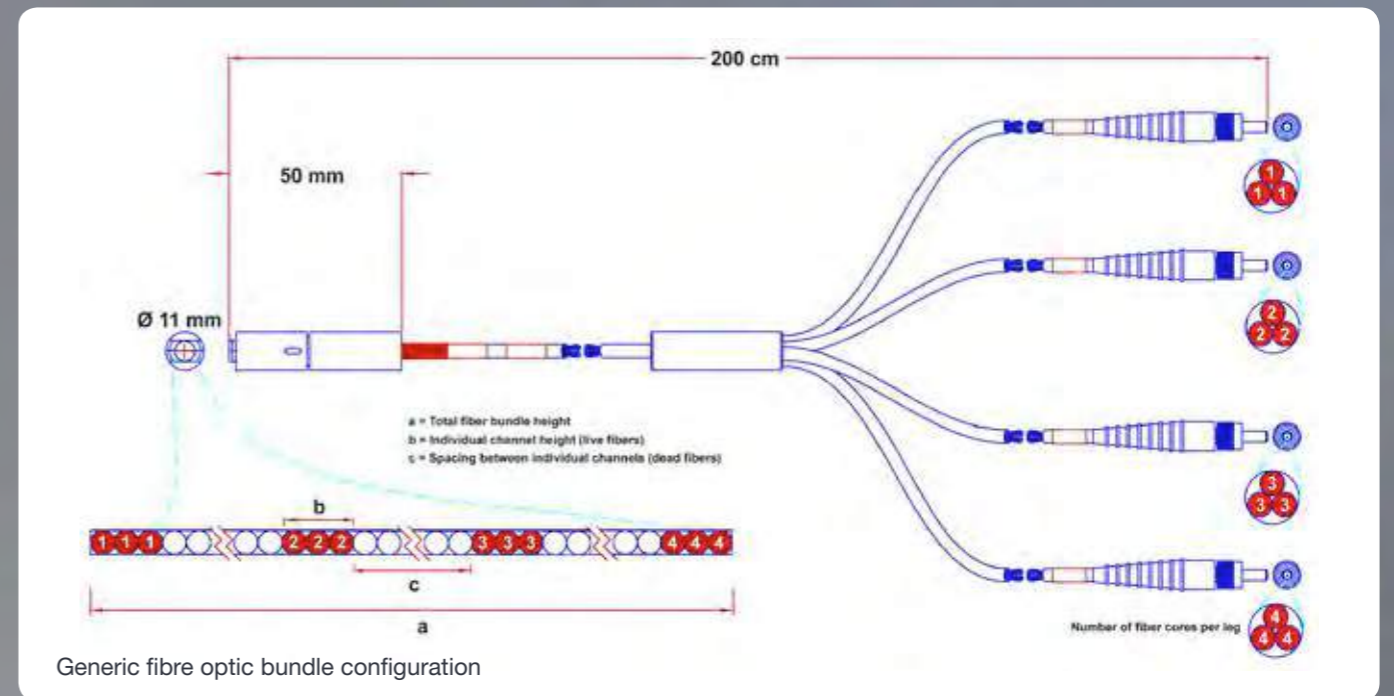 200 cm
50 mm
Ø 11 mm
1
1 1
2
2 2
a = Total fiber bundle height
b = Individual channel height (live fibers)
c = Spacing between individual channels (dead fibers)
3
3 3
b
1 1 1 2 2 2 3 3 3 4 4 4
c
a
Number of fiber cores per leg
4
4 4
Generic fibre optic bundle configuration